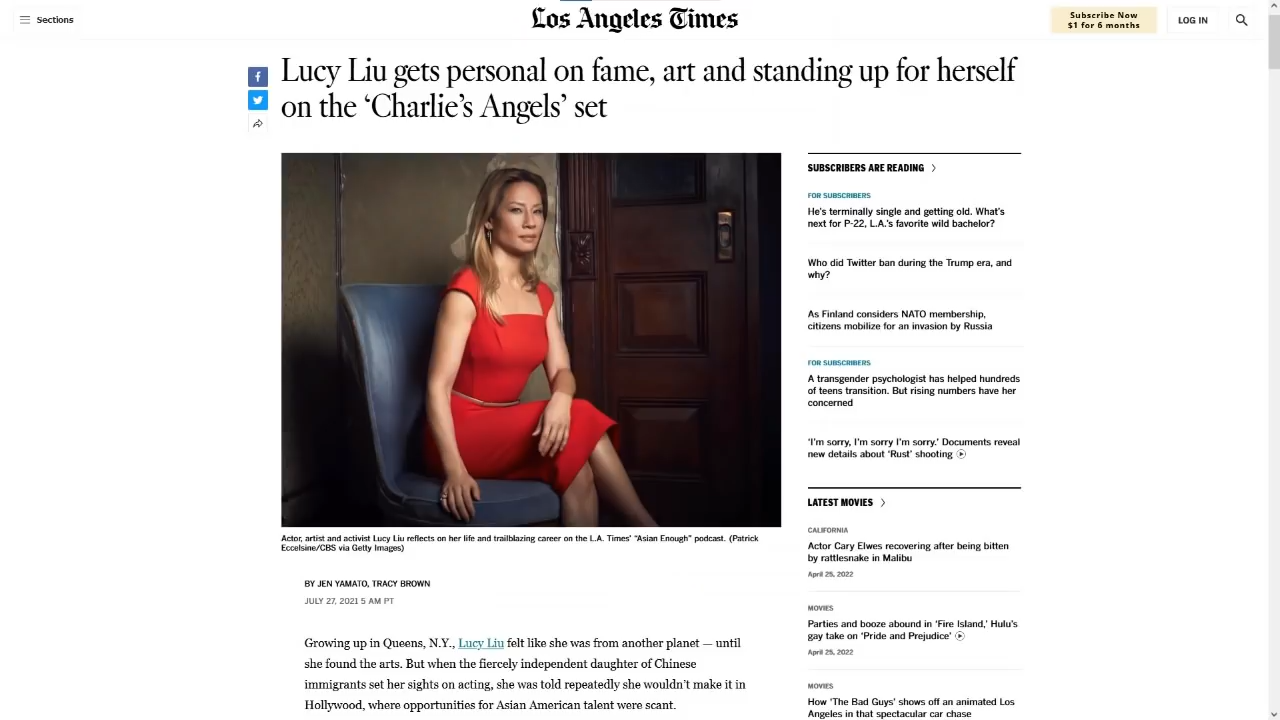 Sections
Los Angeles Times
Subscribe Now
$1 for 6 months
LOG IN
Lucy Liu gets personal on fame, art and standing up for herself
on the ‘Charlie’s Angels’ set
Actor, artist and activist Lucy Liu reflects on her life and trailblazing career on the L.A. Times’ “Asian Enough” podcast. (Patrick
Eccelsine/CBS via Getty Images)
BY JEN YAMATO, TRACY BROWN
JULY 27, 2021 5 AM PT
Growing up in Queens, N.Y., Lucy Liu felt like she was from another planet — until
she found the arts. But when the fiercely independent daughter of Chinese
immigrants set her sights on acting, she was told repeatedly she wouldn’t make it in
Hollywood, where opportunities for Asian American talent were scant.
SUBSCRIBERS ARE READING
FOR SUBSCRIBERS
He’s terminally single and getting old. What’s
next for P-22, L.A.’s favorite wild bachelor?
Who did Twitter ban during the Trump era, and
why?
As Finland considers NATO membership,
citizens mobilize for an invasion by Russia
FOR SUBSCRIBERS
A transgender psychologist has helped hundreds
of teens transition. But rising numbers have her
concerned
‘I’m sorry, I’m sorry I’m sorry.’ Documents reveal
new details about ‘Rust’ shooting
LATEST MOVIES
CALIFORNIA
Actor Cary Elwes recovering after being bitten
by rattlesnake in Malibu
April 25, 2022
MOVIES
Parties and booze abound in ‘Fire Island,’ Hulu’s
gay take on ‘Pride and Prejudice’
April 25, 2022
MOVIES
How ‘The Bad Guys’ shows off an animated Los
Angeles in that spectacular car chase